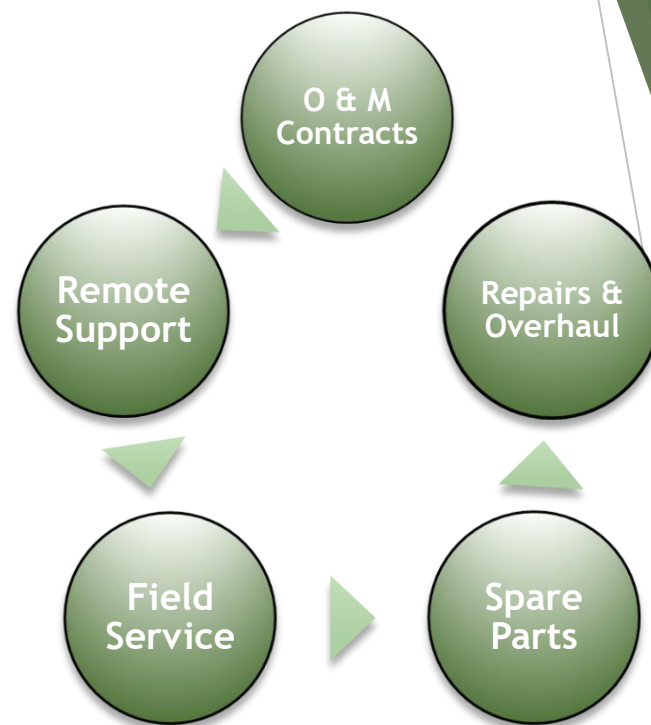 O & M
Contracts
Remote
Support
Repairs &
Overhaul
Field
Service
Spare
Parts